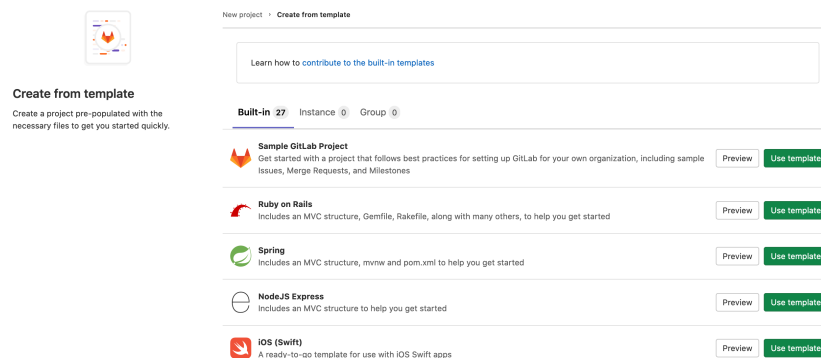 New project › Create from template
Create from template
Create a project pre-populated with the
necessary files to get you started quickly.
Learn how to contribute to the built-in templates
Built-in 27 Instance 0 Group 0
Sample GitLab Project
Get started with a project that follows best practices for setting up GitLab for your own organization, including sample
Issues, Merge Requests, and Milestones
Preview Use template
Ruby on Rails
Includes an MVC structure, Gemfile, Rakefile, along with many others, to help you get started
Preview Use template
Spring
Includes an MVC structure, mvnw and pom.xml to help you get started
Preview Use template
NodeJS Express
Includes an MVC structure to help you get started
Preview Use template
iOS (Swift)
A ready-to-go template for use with iOS Swift apps
Preview Use template